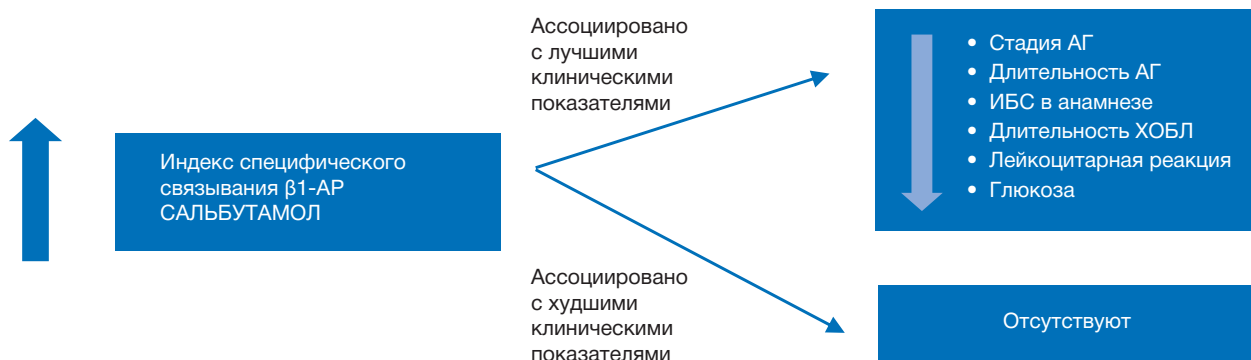 Ассоциировано
с лучшими
клиническими
показателями
• Стадия АГ
• Длительность АГ
• ИБС в анамнезе
• Длительность ХОБЛ
• Лейкоцитарная реакция
• Глюкоза
Индекс специфического
связывания β1-АР
САЛЬБУТАМОЛ
Ассоциировано
с худшими
клиническими
показателями
Отсутствуют